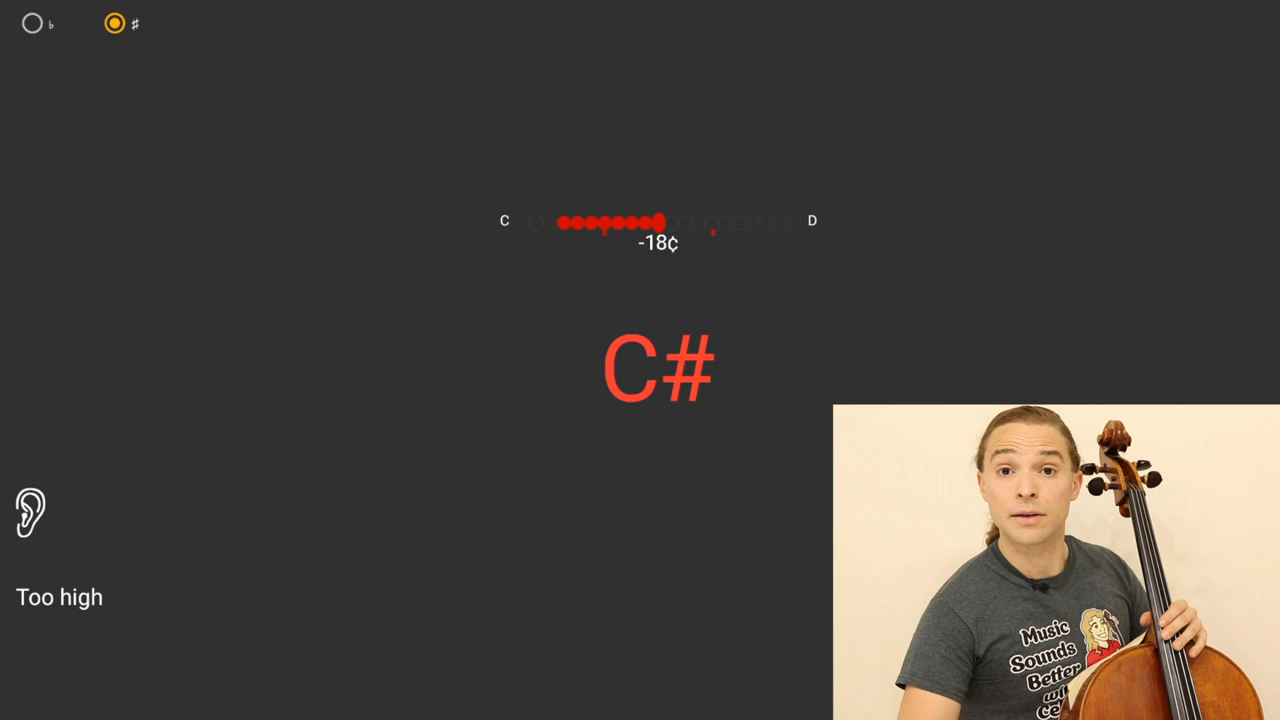 ♭ ♯
C D
-18¢
C#
Too high
Music
Sounds
Better